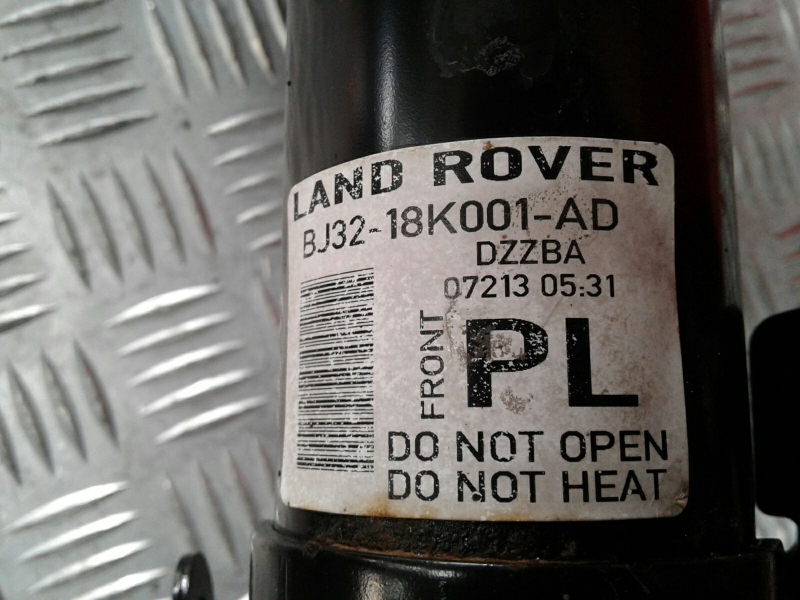 LAND ROVER
BJ32-18K001-AD
DZZBA
07213 05:31
FRONT
PL
DO NOT OPEN
DO NOT HEAT